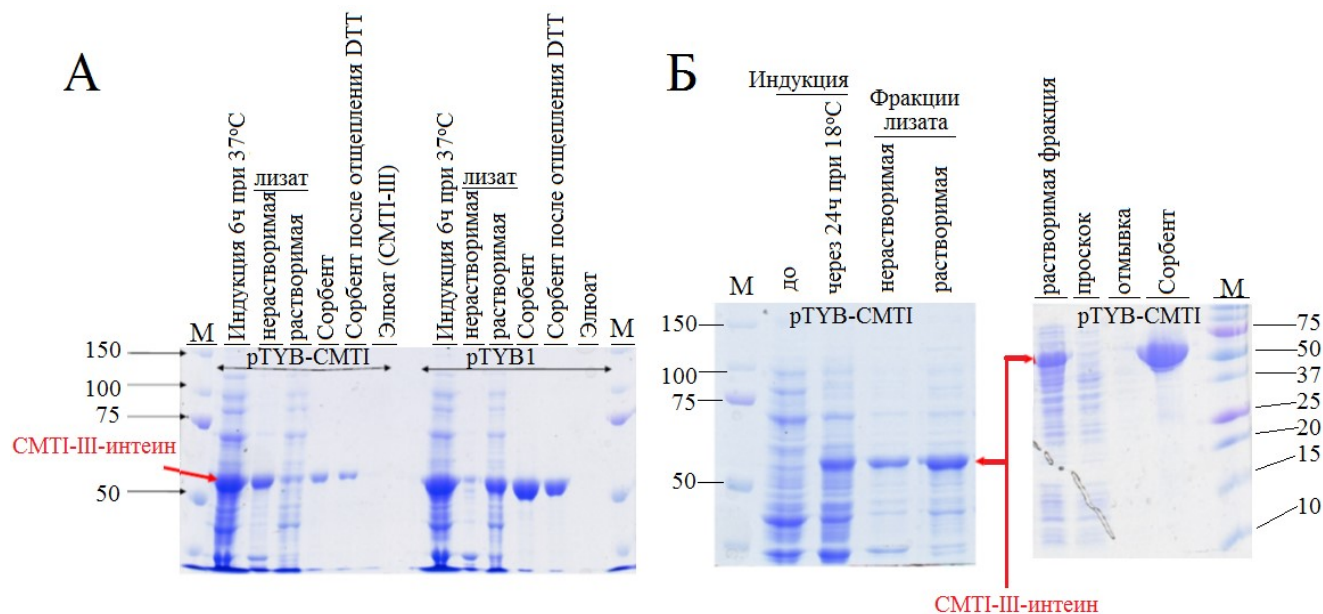 А
Индукция 6ч при 37°C
лизат
нерастворимая
растворимая
Сорбент
Сорбент после отщепления DTT
Элюат (CMTI-III)
Индукция 6ч при 37°C
лизат
нерастворимая
растворимая
Сорбент
Сорбент после отщепления DTT
Элюат
М
М
pTYB-CMTI
pTYB1
150
100
75
50
CMTI-III-интеин
Б
Индукция
до
через 24ч при 18°C
Фракции
лизата
нерастворимая
растворимая
М
pTYB-CMTI
150
100
75
50
растворимая фракция
проскок
отмывка
Сорбент
М
pTYB-CMTI
75
50
37
25
20
15
10
CMTI-III-интеин